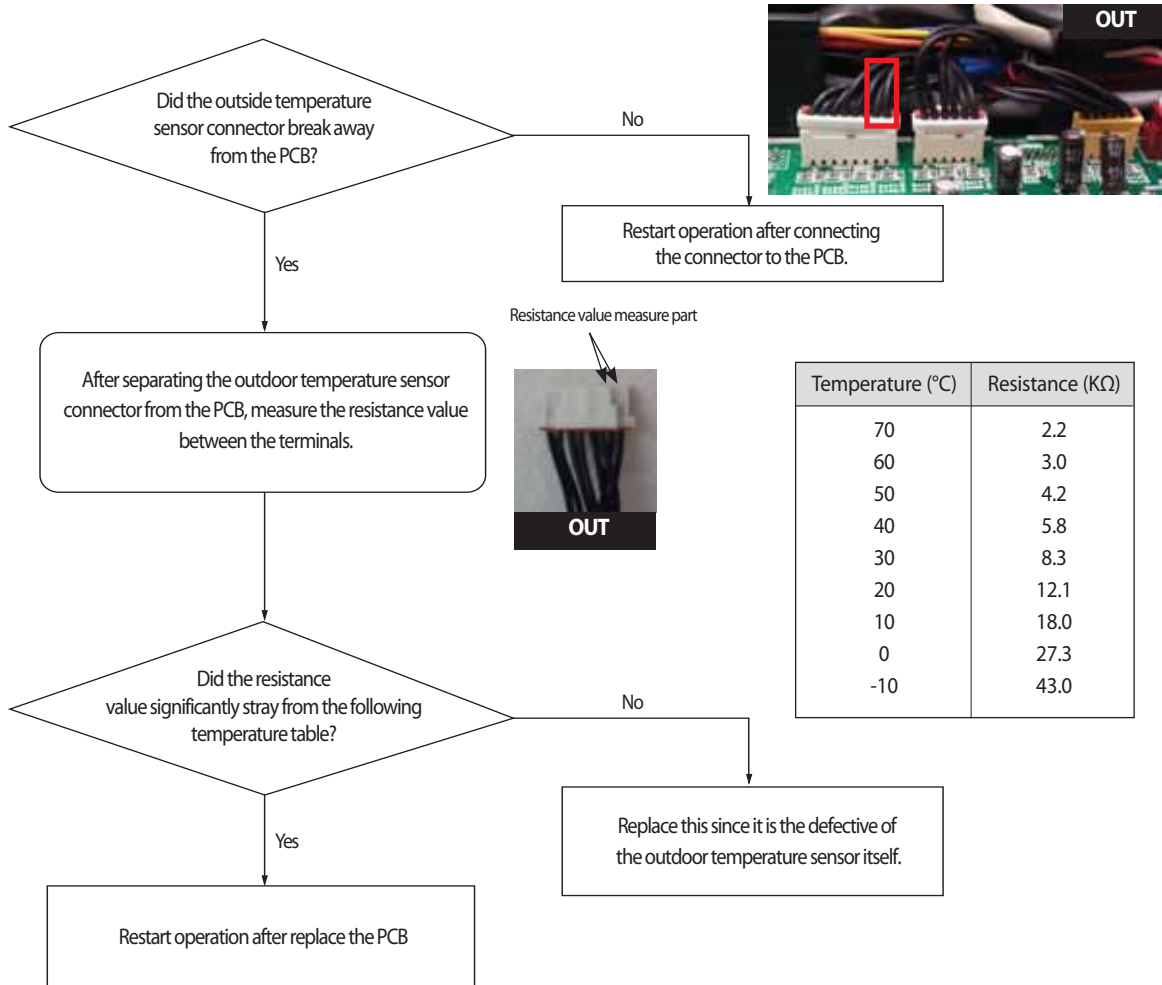 OUT
Did the outside temperature
sensor connector break away
from the PCB?
No
Restart operation after connecting
the connector to the PCB.
Yes
Resistance value measure part
After separating the outdoor temperature sensor
connector from the PCB, measure the resistance value
between the terminals.
OUT
Temperature (°C) Resistance (KΩ)
70 2.2
60 3.0
50 4.2
40 5.8
30 8.3
20 12.1
10 18.0
0 27.3
-10 43.0
Did the resistance
value significantly stray from the following
temperature table?
No
Replace this since it is the defective of
the outdoor temperature sensor itself.
Yes
Restart operation after replace the PCB